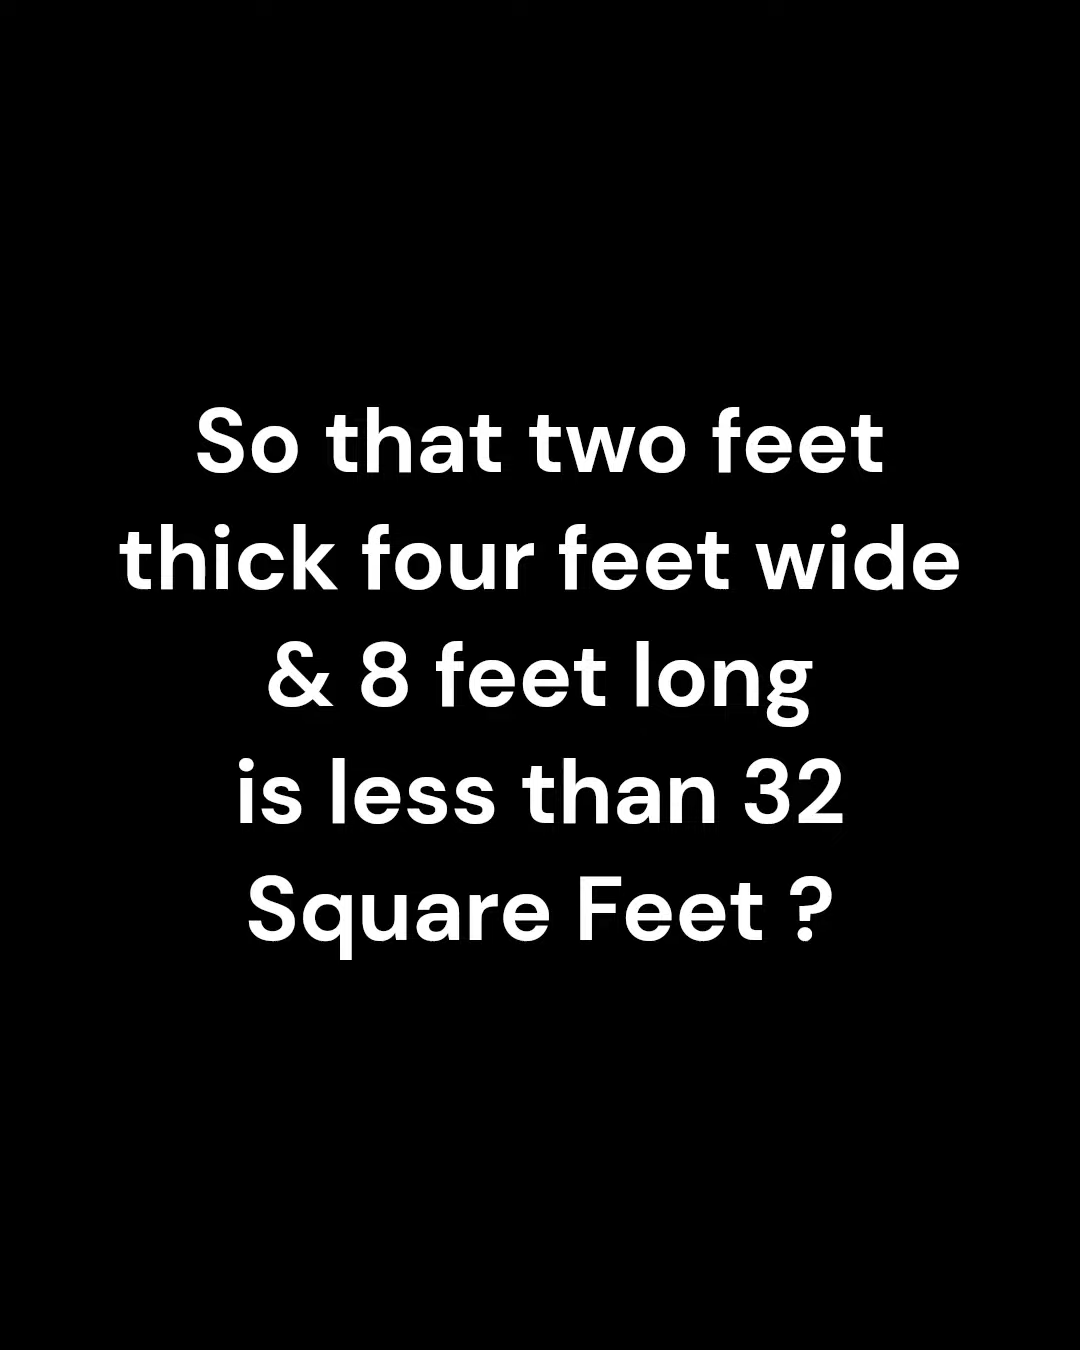 So that two feet
thick four feet wide
& 8 feet long
is less than 32
Square Feet ?